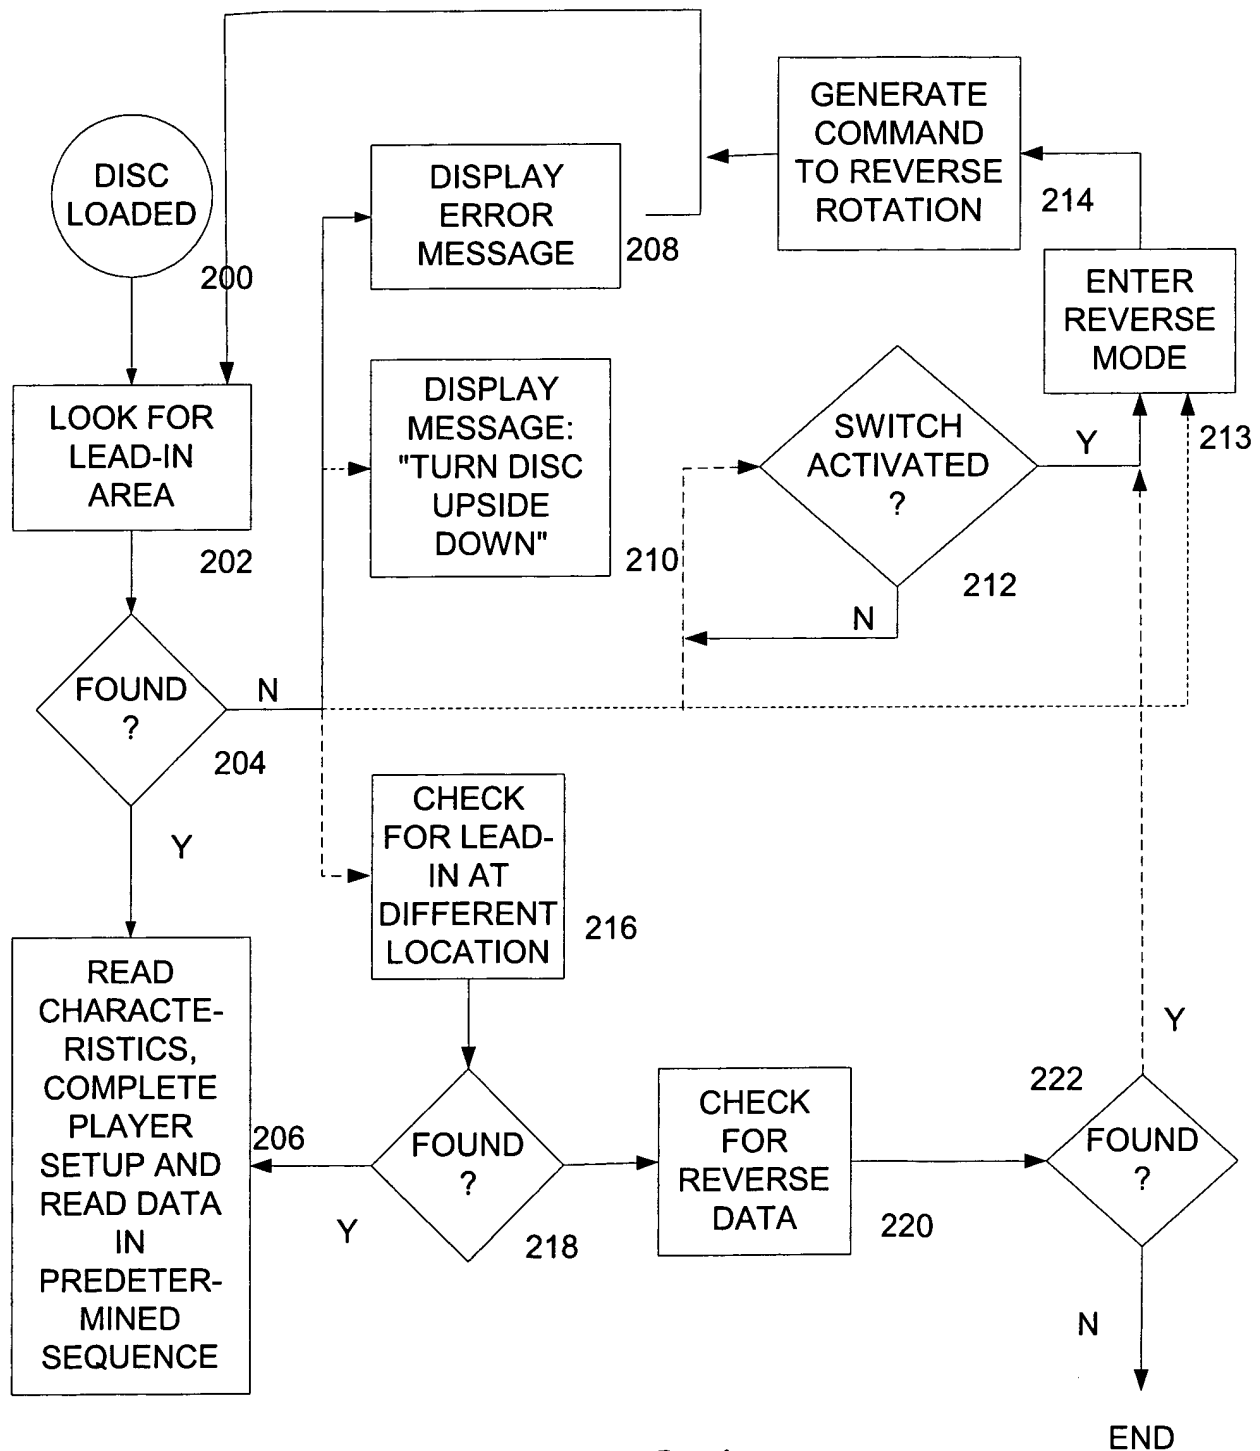 DISC
LOADED
200
LOOK FOR
LEAD-IN
AREA
202
FOUND
?
204
N
Y
READ
CHARACTE-
RISTICS,
COMPLETE
PLAYER
SETUP AND
READ DATA
IN
PREDETER-
MINED
SEQUENCE
206
DISPLAY
ERROR
MESSAGE
208
DISPLAY
MESSAGE:
"TURN DISC
UPSIDE
DOWN"
210
SWITCH
ACTIVATED
?
212
Y
N
ENTER
REVERSE
MODE
213
GENERATE
COMMAND
TO REVERSE
ROTATION
214
CHECK
FOR LEAD-
IN AT
DIFFERENT
LOCATION
216
FOUND
?
218
Y
CHECK
FOR
REVERSE
DATA
220
FOUND
?
222
Y
N
END